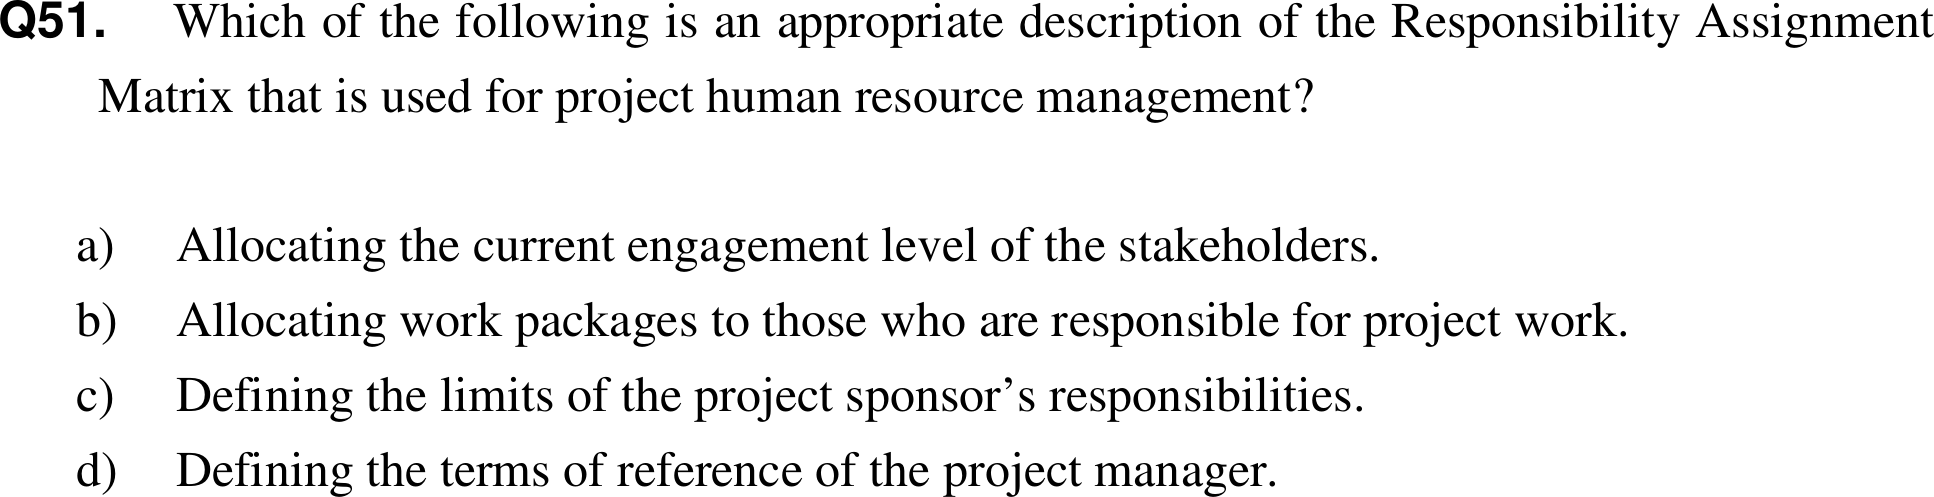 Q51. Which of the following is an appropriate description of the Responsibility Assignment
Matrix that is used for project human resource management?
a) Allocating the current engagement level of the stakeholders.
b) Allocating work packages to those who are responsible for project work.
c) Defining the limits of the project sponsor’s responsibilities.
d) Defining the terms of reference of the project manager.